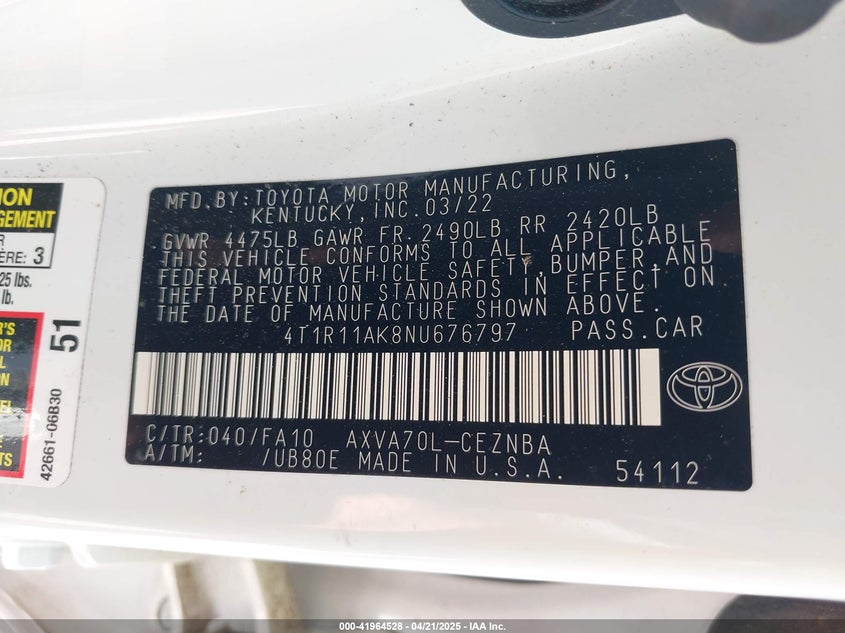 ION
GEMENT
R
ÈRE: 3
25 lbs.
lb.
51
42661-06B30
MFD.BY:TOYOTA MOTOR MANUFACTURING,
KENTUCKY,INC.03/22
GVWR 4475LB GAWR FR 2490LB RR 2420LB
THIS VEHICLE CONFORMS TO ALL APPLICABLE
FEDERAL MOTOR VEHICLE SAFETY,BUMPER,AND
THEFT PREVENTION STANDARDS IN EFFECT ON
THE DATE OF MANUFACTURE SHOWN ABOVE.
4T1R11AK8NU676797 PASS.CAR
C/TR:040/FA10 AXVA70L-CEZNBA
A/TM: /UB80E MADE IN U.S.A. 54112
000-41964528 - 04/21/2025 - IAA Inc.